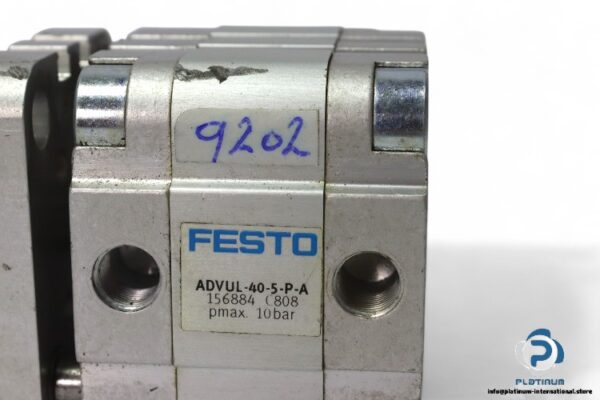 9202
FESTO
ADVUL-40-5-P-A
156884 C808
pmax. 10bar
PLATINUM
info@platinum-international.store